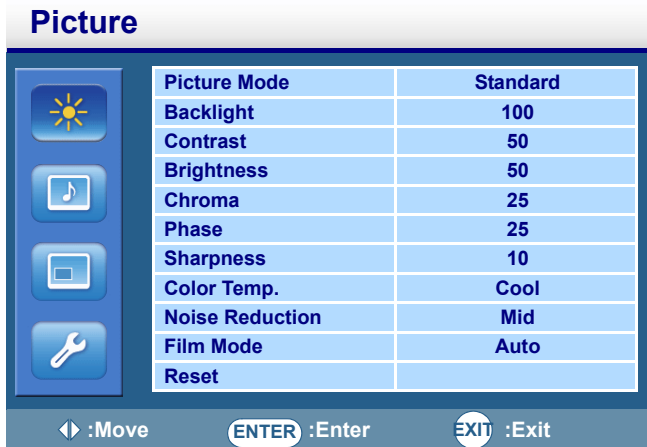 Picture
Picture Mode Standard
Backlight 100
Contrast 50
Brightness 50
Chroma 25
Phase 25
Sharpness 10
Color Temp. Cool
Noise Reduction Mid
Film Mode Auto
Reset
:Move ENTER :Enter EXIT :Exit